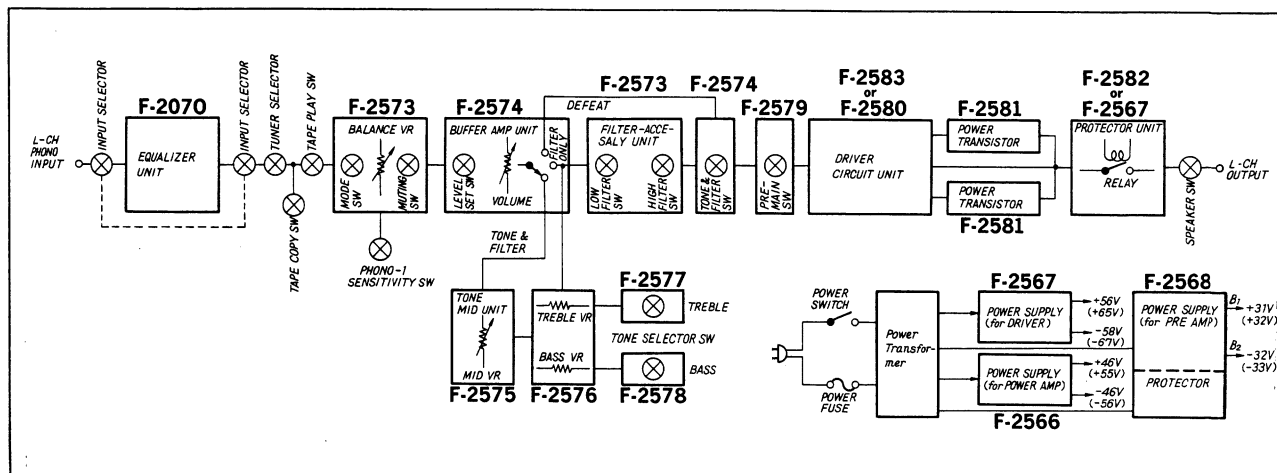 L-CH
PHONO
INPUT
INPUT SELECTOR
F-2070
EQUALIZER
UNIT
INPUT SELECTOR
TUNER SELECTOR
TAPE PLAY SW
TAPE COPY SW
F-2573
BALANCE VR
MODE
SW
MUTING SW
PHONO-1
SENSITIVITY SW
F-2574
BUFFER AMP UNIT
LEVEL
SET SW
VOLUME
DEFEAT
FILTER
ONLY
TONE &
FILTER
F-2573
FILTER-ACCE-
SALY UNIT
LOW
FILTER
SW
HIGH
FILTER
SW
F-2574
TONE &
FILTER
SW
F-2579
PRE-
MAIN
SW
F-2583
or
F-2580
DRIVER
CIRCUIT UNIT
F-2581
POWER
TRANSISTOR
POWER
TRANSISTOR
F-2581
F-2582
or
F-2567
PROTECTOR UNIT
RELAY
SPEAKER SW
L-CH
OUTPUT
TONE
MID UNIT
MID VR
F-2575
TREBLE VR
BASS VR
F-2576
F-2577
TREBLE
TONE SELECTOR SW
BASS
F-2578
POWER
SWITCH
POWER
FUSE
Power
Transfor-
mer
F-2567
POWER SUPPLY
(for DRIVER)
+56V
(+65V)
-58V
(-67V)
POWER SUPPLY
(for POWER AMP)
+46V
(+55V)
-46V
(-56V)
F-2566
F-2568
POWER SUPPLY
(for PRE AMP)
PROTECTOR
B1
+31V
(+32V)
B2
-32V
(-33V)